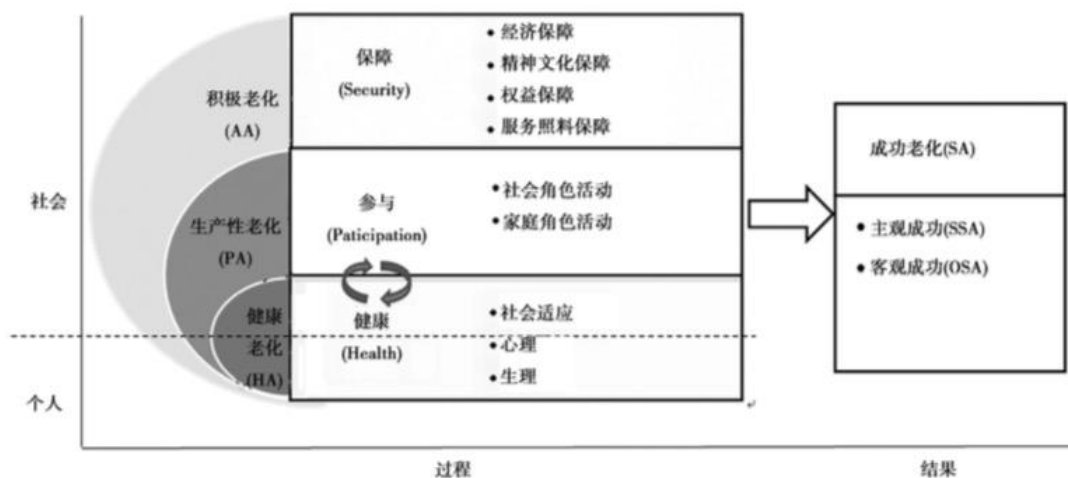 积极老化
(AA)
保障
(Security)
• 经济保障
• 精神文化保障
• 权益保障
• 服务照料保障
社会
生产性老化
(PA)
参与
(Paticipation)
• 社会角色活动
• 家庭角色活动
健康
老化
(HA)
健康
(Health)
• 社会适应
• 心理
• 生理
个人
成功老化(SA)
• 主观成功(SSA)
• 客观成功(OSA)
过程
结果